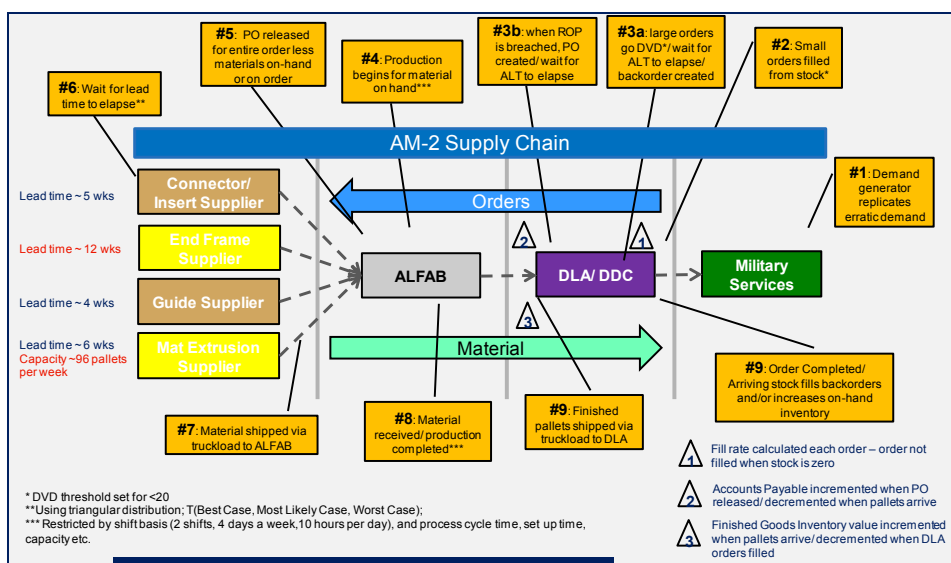 #5: PO released
for entire order less
materials on-hand
or on order
#4: Production
begins for material
on hand***
#3b: when ROP
is breached, PO
created/ wait for
ALT to elapse
#3a: large orders
go DVD*/ wait for
ALT to elapse/
backorder created
#2: Small
orders filled
from stock*
#6: Wait for lead
time to elapse**
AM-2 Supply Chain
Lead time ~ 5 wks
Connector/
Insert Supplier
Orders
#1: Demand
generator
replicates
erratic demand
Lead time ~ 12 wks
End Frame
Supplier
2
1
ALFAB
DLA/ DDC
Military
Services
Lead time ~ 4 wks
Guide Supplier
3
Lead time ~ 6 wks
Capacity ~96 pallets
per week
Mat Extrusion
Supplier
Material
#7: Material shipped via
truckload to ALFAB
#8: Material
received/ production
completed***
#9: Finished
pallets shipped via
truckload to DLA
#9: Order Completed/
Arriving stock fills backorders
and/or increases on-hand
inventory
1
Fill rate calculated each order – order not
filled when stock is zero
2
Accounts Payable incremented when PO
released/ decremented when pallets arrive
3
Finished Goods Inventory value incremented
when pallets arrive/ decremented when DLA
orders filled
* DVD threshold set for <20
**Using triangular distribution; T(Best Case, Most Likely Case, Worst Case);
*** Restricted by shift basis (2 shifts, 4 days a week,10 hours per day), and process cycle time, set up time,
capacity etc.